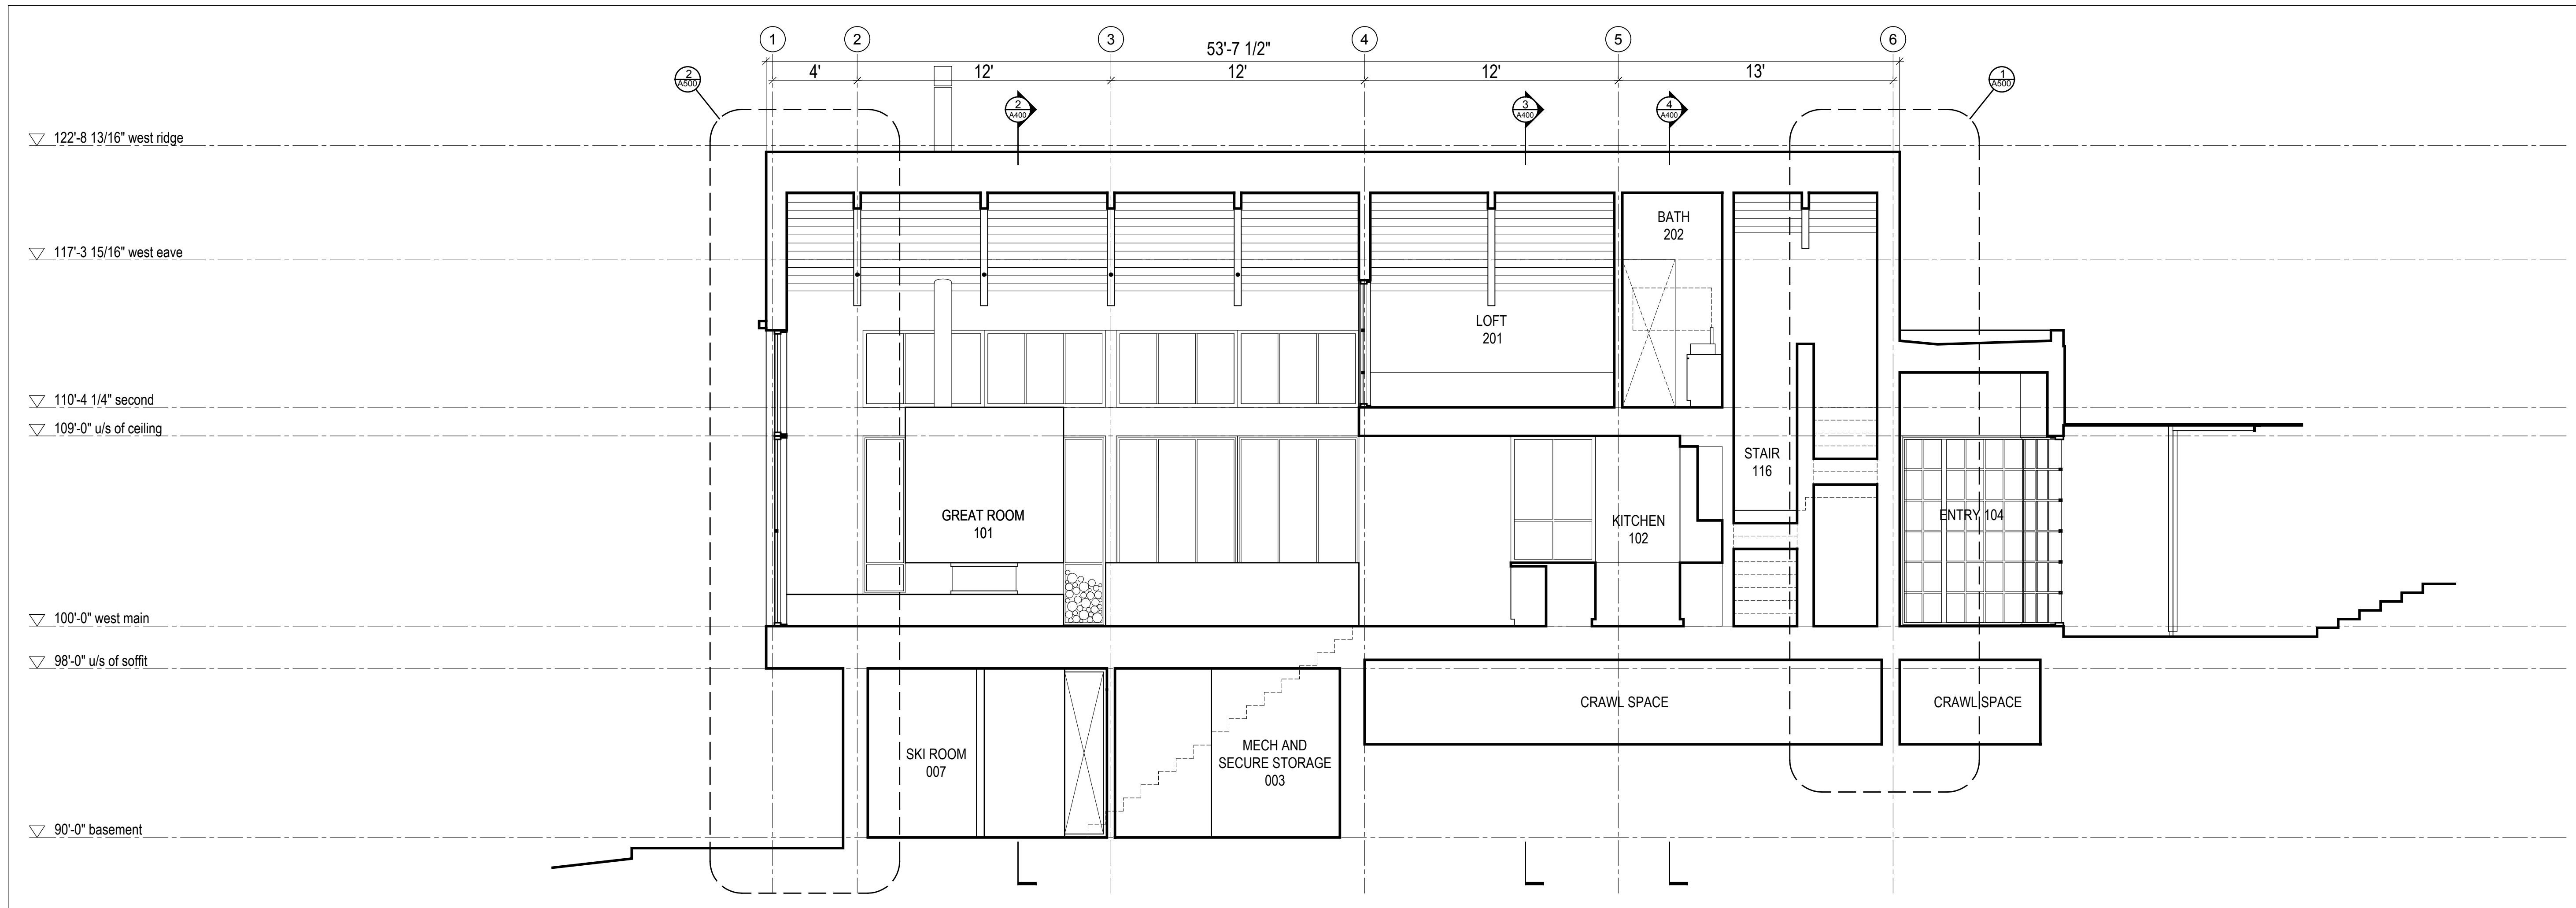 1
2
3
4
5
6
53'-7 1/2"
4'
12'
12'
12'
13'
2
A500
2
A400
3
A400
4
A400
1
A500
122'-8 13/16" west ridge
117'-3 15/16" west eave
110'-4 1/4" second
109'-0" u/s of ceiling
100'-0" west main
98'-0" u/s of soffit
90'-0" basement
BATH
202
LOFT
201
STAIR
116
GREAT ROOM
101
KITCHEN
102
ENTRY 104
CRAWL SPACE
CRAWL SPACE
SKI ROOM
007
MECH AND
SECURE STORAGE
003